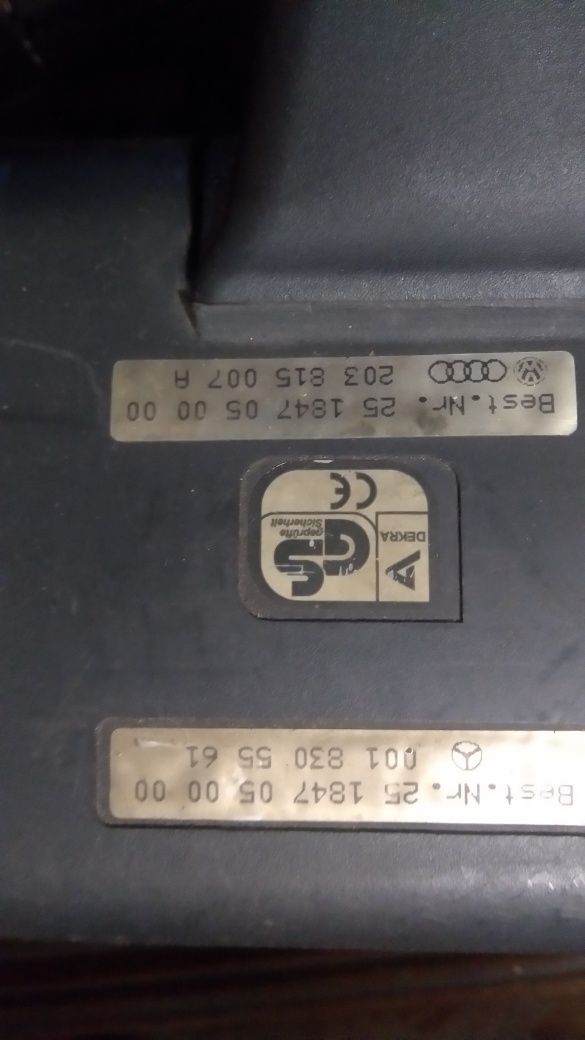 Best.Nr. 25 1847 05 00 00
001 830 55 61
GS
DEKRA
geprüfte
Sicherheit
CE
Best.Nr. 25 1847 05 00 00
203 815 007 A